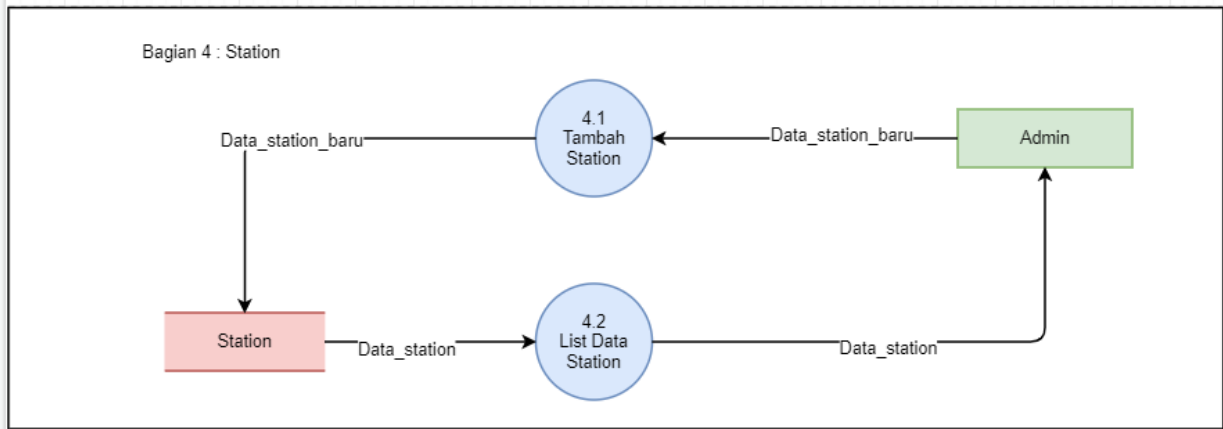 Bagian 4 : Station
4.1
Tambah
Station
Data_station_baru
Data_station_baru
Admin
Station
Data_station
4.2
List Data
Station
Data_station